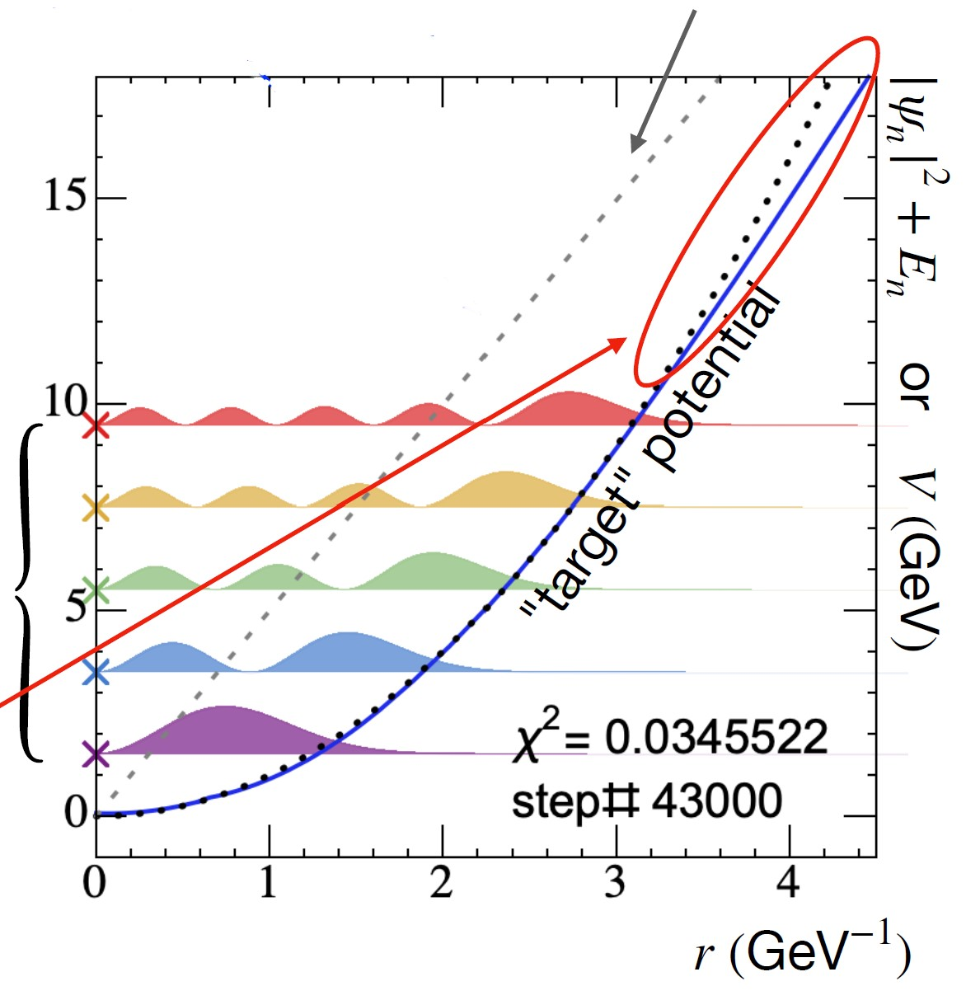 15
10
5
0
0 1 2 3 4
"target" potential
χ²= 0.0345522
step# 43000
|ψₙ|² + Eₙ or V (GeV)
r (GeV⁻¹)